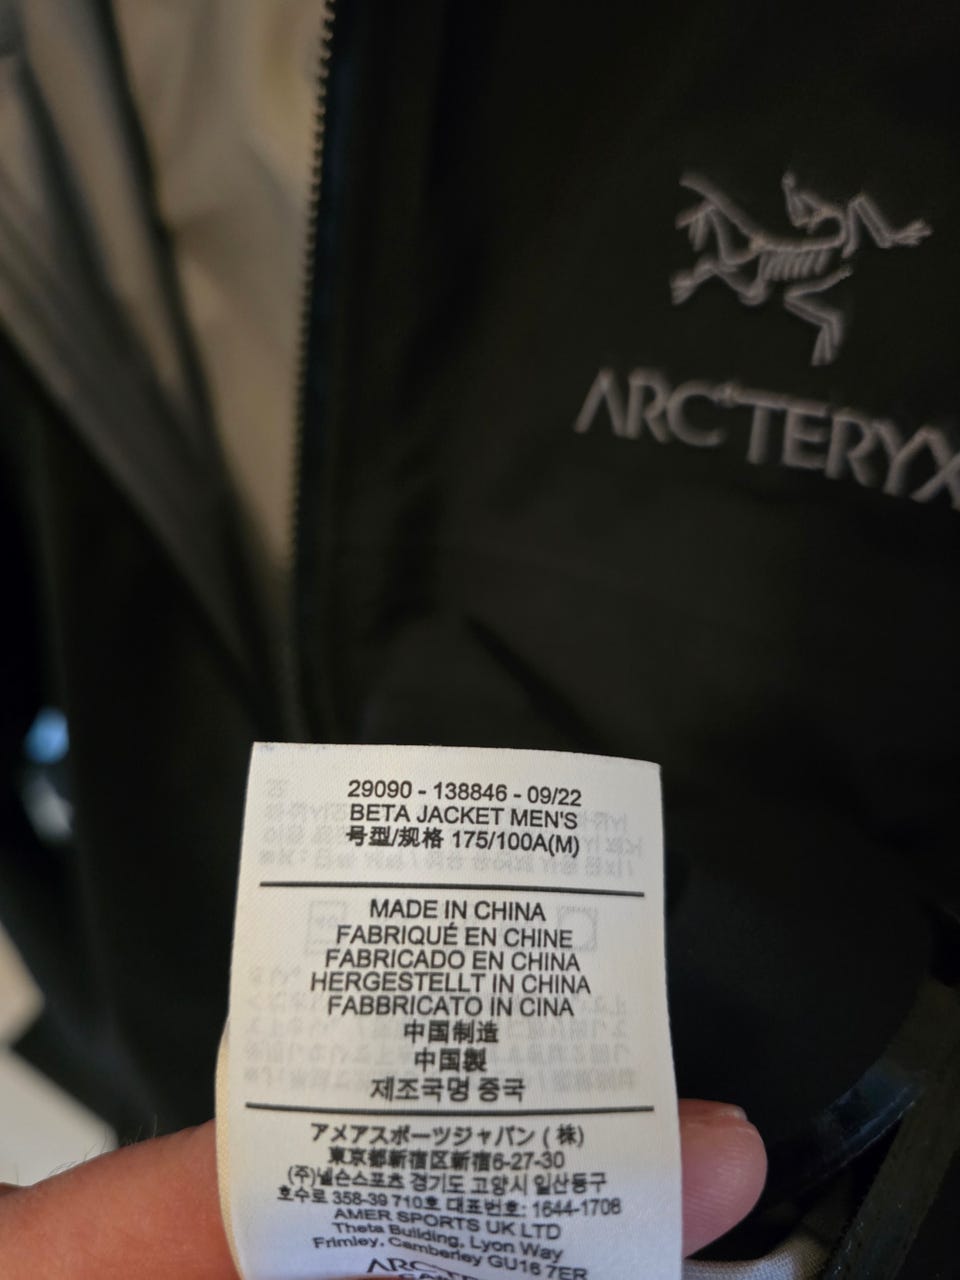 ARC'TERYX
29090 - 138846 - 09/22
BETA JACKET MEN'S
号型/规格 175/100A(M)
MADE IN CHINA
FABRIQUÉ EN CHINE
FABRICADO EN CHINA
HERGESTELLT IN CHINA
FABBRICATO IN CINA
中国制造
中国製
제조국명 중국
アメアスポーツジャパン ( 株)
東京都新宿区新宿6-27-30
(주)넬슨스포츠 경기도 고양시 일산동구
호수로 358-39 710호 대표번호: 1644-1708
AMER SPORTS UK LTD
Theta Building, Lyon Way
Frimley, Camberley GU16 7ER